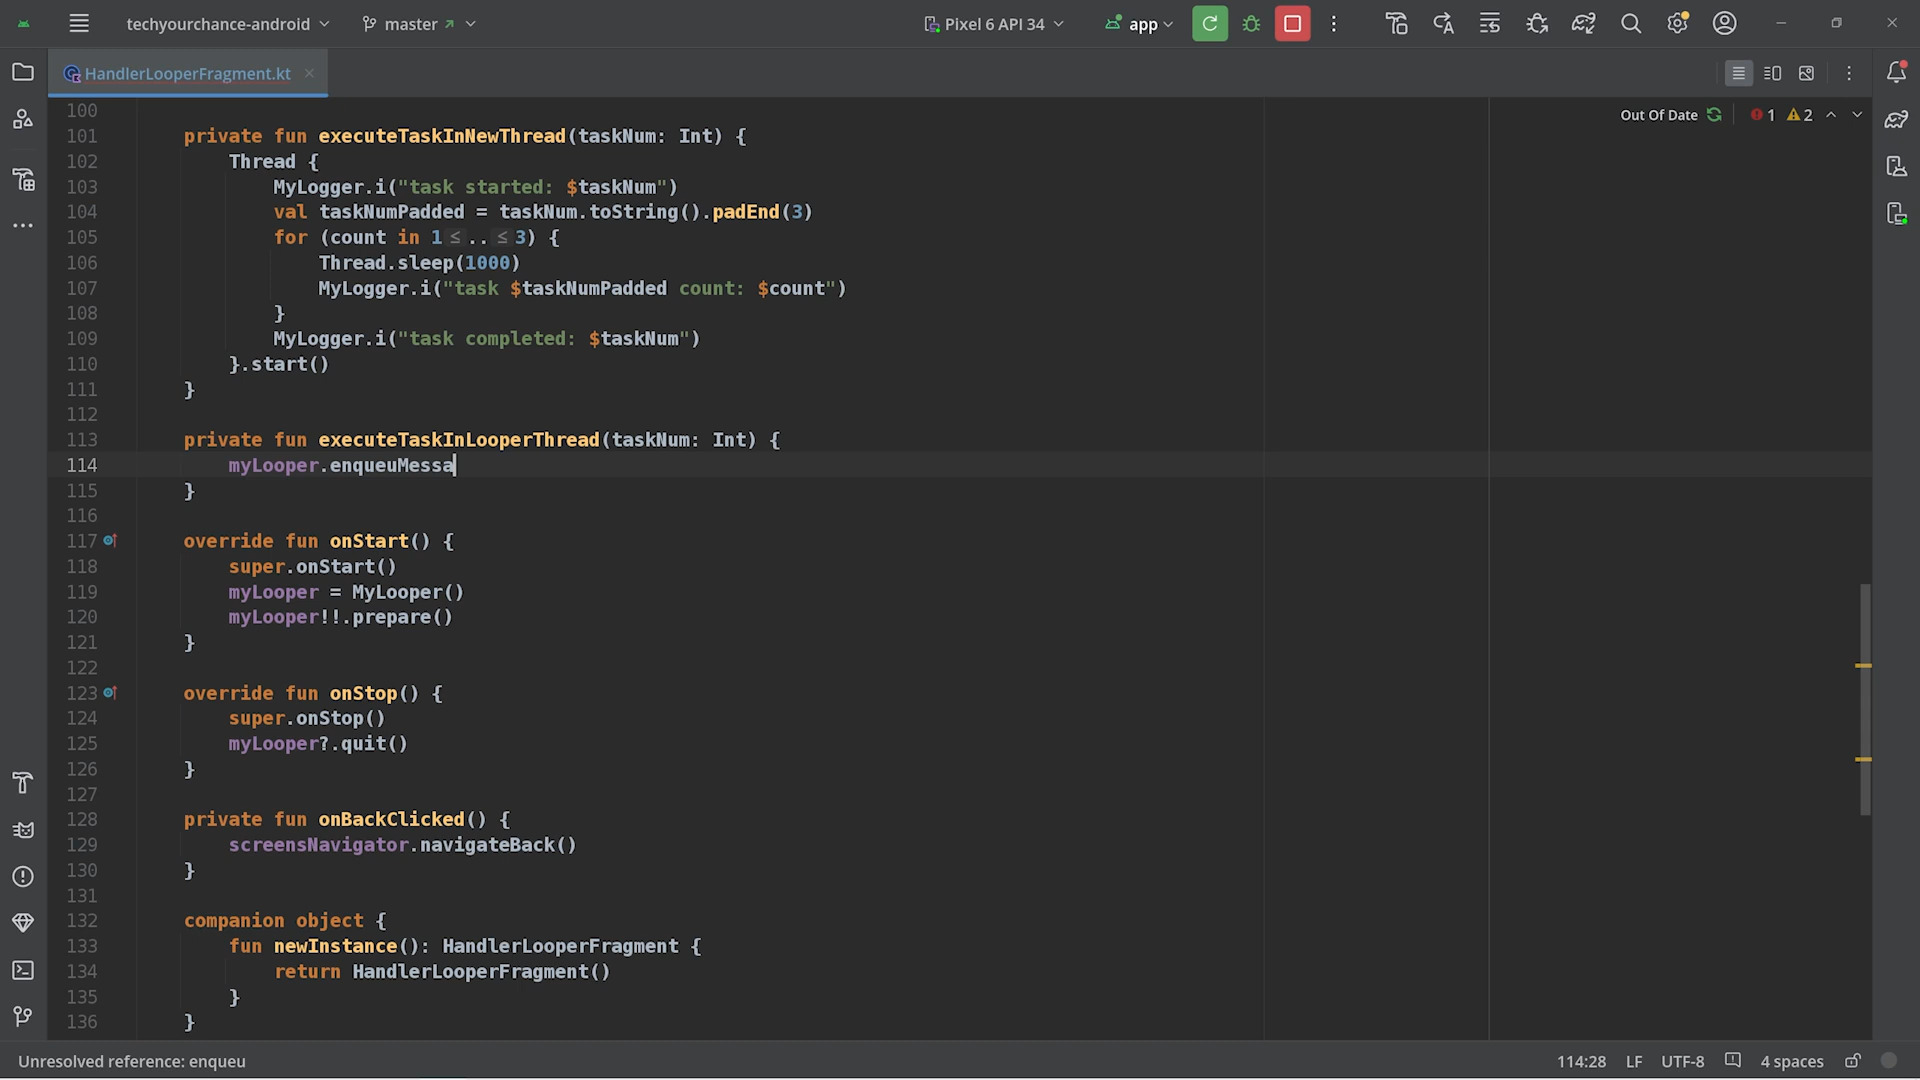 techyourchance-android master Pixel 6 API 34 app
HandlerLooperFragment.kt
Out Of Date 1 2
100
101 private fun executeTaskInNewThread(taskNum: Int) {
102 Thread {
103 MyLogger.i("task started: $taskNum")
104 val taskNumPadded = taskNum.toString().padEnd(3)
105 for (count in 1≤..≤3) {
106 Thread.sleep(1000)
107 MyLogger.i("task $taskNumPadded count: $count")
108 }
109 MyLogger.i("task completed: $taskNum")
110 }.start()
111 }
112
113 private fun executeTaskInLooperThread(taskNum: Int) {
114 myLooper.enqueuMessa
115 }
116
117 override fun onStart() {
118 super.onStart()
119 myLooper = MyLooper()
120 myLooper!!.prepare()
121 }
122
123 override fun onStop() {
124 super.onStop()
125 myLooper?.quit()
126 }
127
128 private fun onBackClicked() {
129 screensNavigator.navigateBack()
130 }
131
132 companion object {
133 fun newInstance(): HandlerLooperFragment {
134 return HandlerLooperFragment()
135 }
136 }
Unresolved reference: enqueu 114:28 LF UTF-8 4 spaces